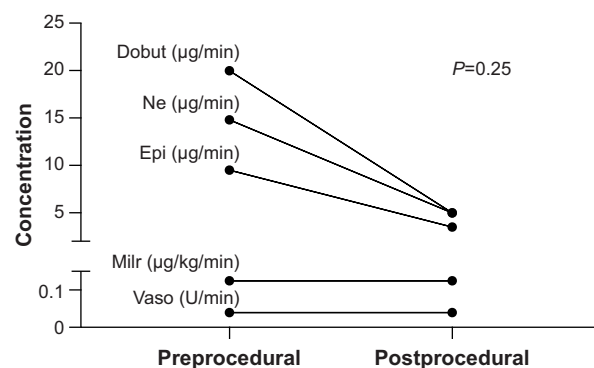 25
Dobut (µg/min)
P=0.25
20
Ne (µg/min)
15
Epi (µg/min)
10
5
Concentration
Milr (µg/kg/min)
0.1
Vaso (U/min)
0
Preprocedural
Postprocedural